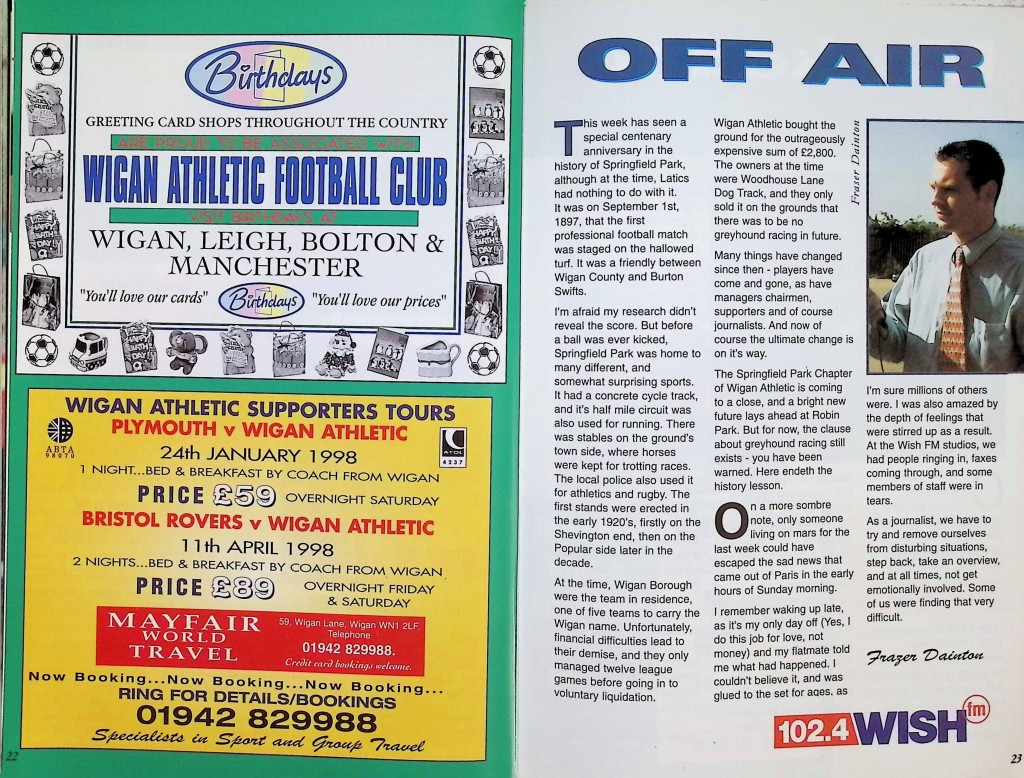 Birthdays
GREETING CARD SHOPS THROUGHOUT THE COUNTRY
ARE PROUD TO BE ASSOCIATED WITH
WIGAN ATHLETIC FOOTBALL CLUB
VISIT BIRTHDAYS AT
WIGAN, LEIGH, BOLTON &
MANCHESTER
"You'll love our cards"
Birthdays
"You'll love our prices"
WIGAN ATHLETIC SUPPORTERS TOURS
PLYMOUTH v WIGAN ATHLETIC
ABTA
98070
ATOL
4237
24th JANUARY 1998
1 NIGHT...BED & BREAKFAST BY COACH FROM WIGAN
PRICE £59 OVERNIGHT SATURDAY
BRISTOL ROVERS v WIGAN ATHLETIC
11th APRIL 1998
2 NIGHTS...BED & BREAKFAST BY COACH FROM WIGAN
PRICE £89 OVERNIGHT FRIDAY
& SATURDAY
MAYFAIR
WORLD
TRAVEL
59, Wigan Lane, Wigan WN1 2LF.
Telephone
01942 829988.
Credit card bookings welcome.
Now Booking...Now Booking...Now Booking...
RING FOR DETAILS/BOOKINGS
01942 829988
Specialists in Sport and Group Travel
22
OFF AIR
This week has seen a
special centenary
anniversary in the
history of Springfield Park,
although at the time, Latics
had nothing to do with it.
It was on September 1st,
1897, that the first
professional football match
was staged on the hallowed
turf. It was a friendly between
Wigan County and Burton
Swifts.
I'm afraid my research didn't
reveal the score. But before
a ball was ever kicked,
Springfield Park was home to
many different, and
somewhat surprising sports.
It had a concrete cycle track,
and it's half mile circuit was
also used for running. There
was stables on the ground's
town side, where horses
were kept for trotting races.
The local police also used it
for athletics and rugby. The
first stands were erected in
the early 1920's, firstly on the
Shevington end, then on the
Popular side later in the
decade.
At the time, Wigan Borough
were the team in residence,
one of five teams to carry the
Wigan name. Unfortunately,
financial difficulties lead to
their demise, and they only
managed twelve league
games before going in to
voluntary liquidation.
Wigan Athletic bought the
ground for the outrageously
expensive sum of £2,800.
The owners at the time
were Woodhouse Lane
Dog Track, and they only
sold it on the grounds that
there was to be no
greyhound racing in future.
Many things have changed
since then - players have
come and gone, as have
managers chairmen,
supporters and of course
journalists. And now of
course the ultimate change is
on it's way.
The Springfield Park Chapter
of Wigan Athletic is coming
to a close, and a bright new
future lays ahead at Robin
Park. But for now, the clause
about greyhound racing still
exists - you have been
warned. Here endeth the
history lesson.
On a more sombre
note, only someone
living on mars for the
last week could have
escaped the sad news that
came out of Paris in the early
hours of Sunday morning.
I remember waking up late,
as it's my only day off (Yes, I
do this job for love, not
money) and my flatmate told
me what had happened. I
couldn't believe it, and was
glued to the set for ages, as
Fraser Dainton
I'm sure millions of others
were. I was also amazed by
the depth of feelings that
were stirred up as a result.
At the Wish FM studios, we
had people ringing in, faxes
coming through, and some
members of staff were in
tears.
As a journalist, we have to
try and remove ourselves
from disturbing situations,
step back, take an overview,
and at all times, not get
emotionally involved. Some
of us were finding that very
difficult.
Frazer Dainton
102.4 WISH fm
23